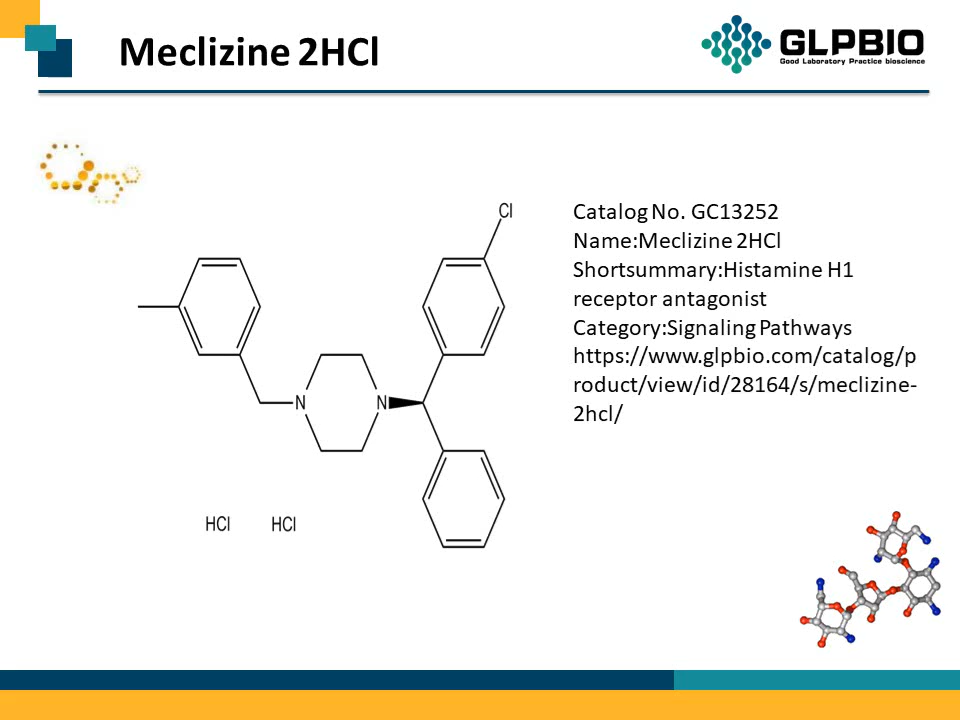 Meclizine 2HCl
GLPBIO
Good Laboratory Practice bioscience
Cl
N
N
HCl
HCl
Catalog No. GC13252
Name:Meclizine 2HCl
Shortsummary:Histamine H1
receptor antagonist
Category:Signaling Pathways
https://www.glpbio.com/catalog/p
roduct/view/id/28164/s/meclizine-
2hcl/